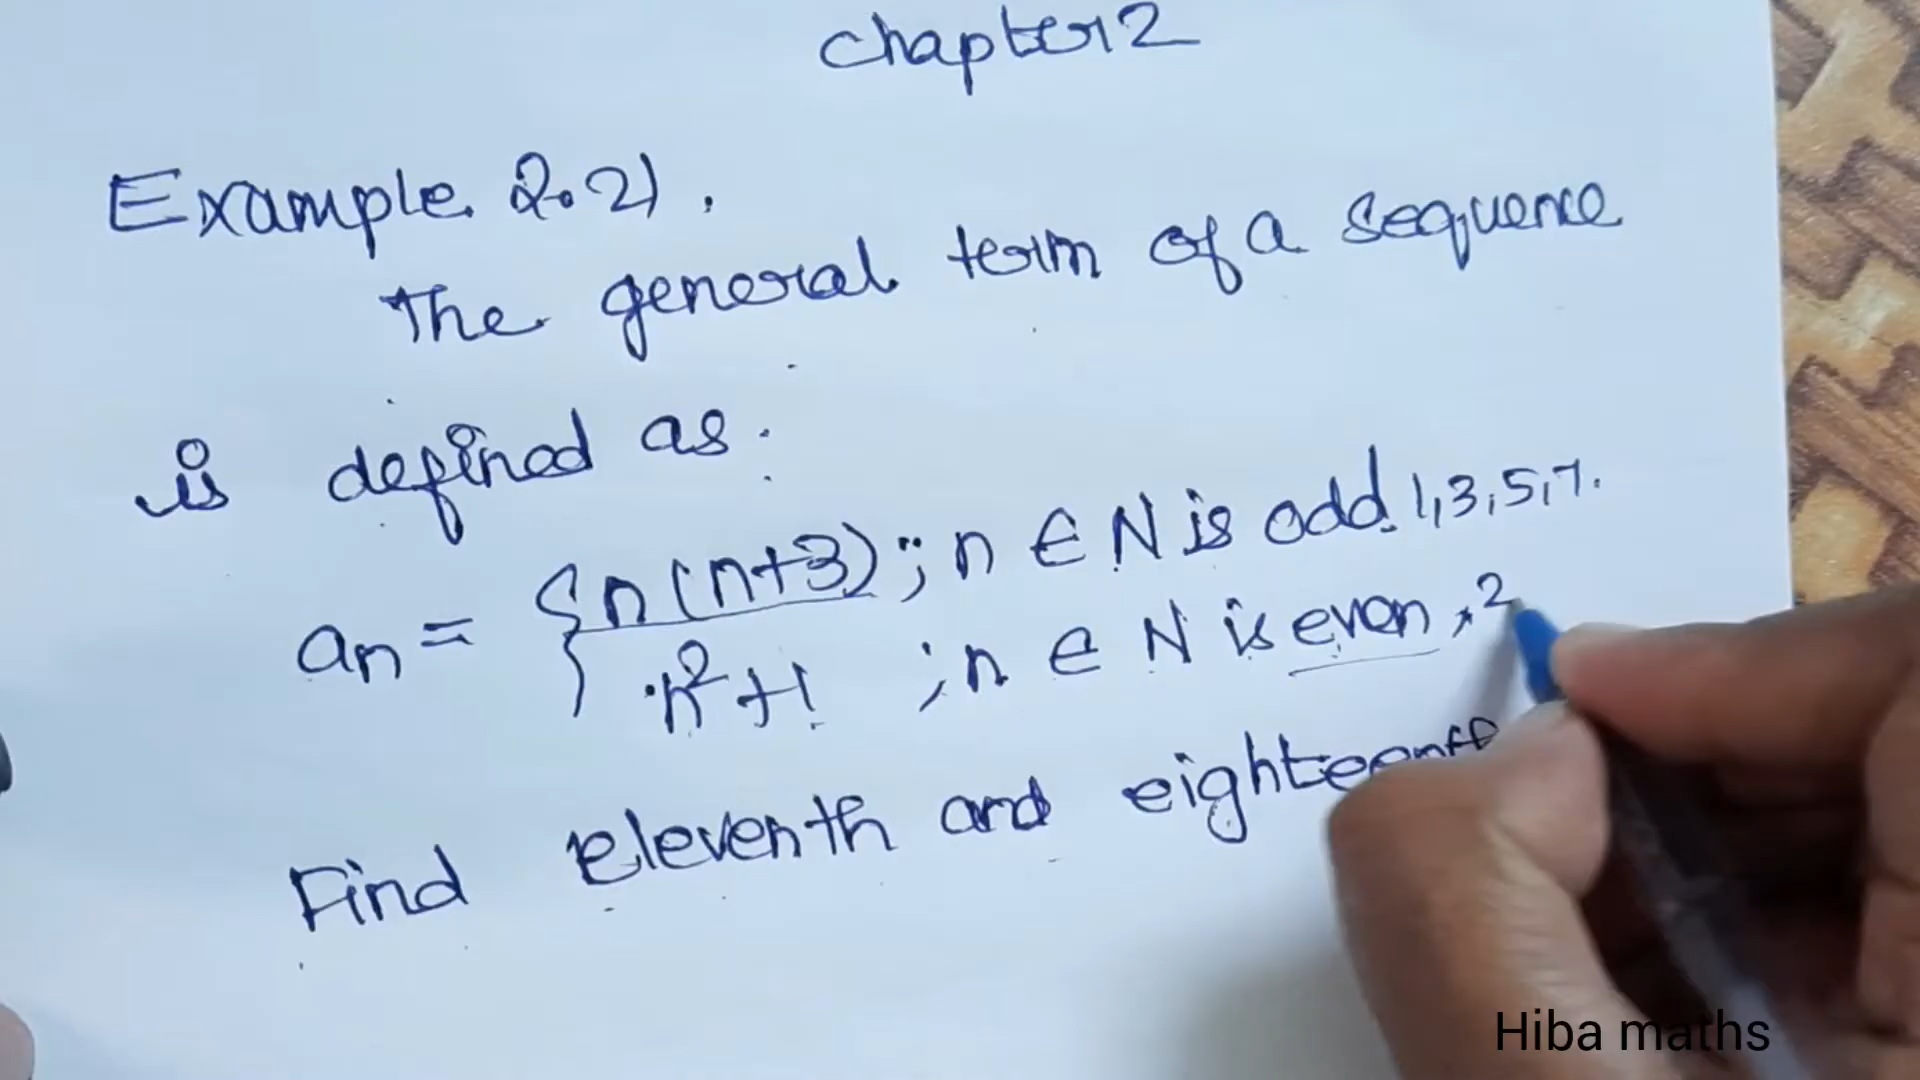 Chapter 2
Example 2.21.
The general term of a sequence
is defined as:
an = { n(n+3) ; n ∈ N is odd 1,3,5,7.
n²+1 ; n ∈ N is even, 2
Find eleventh and eighteenth
Hiba maths